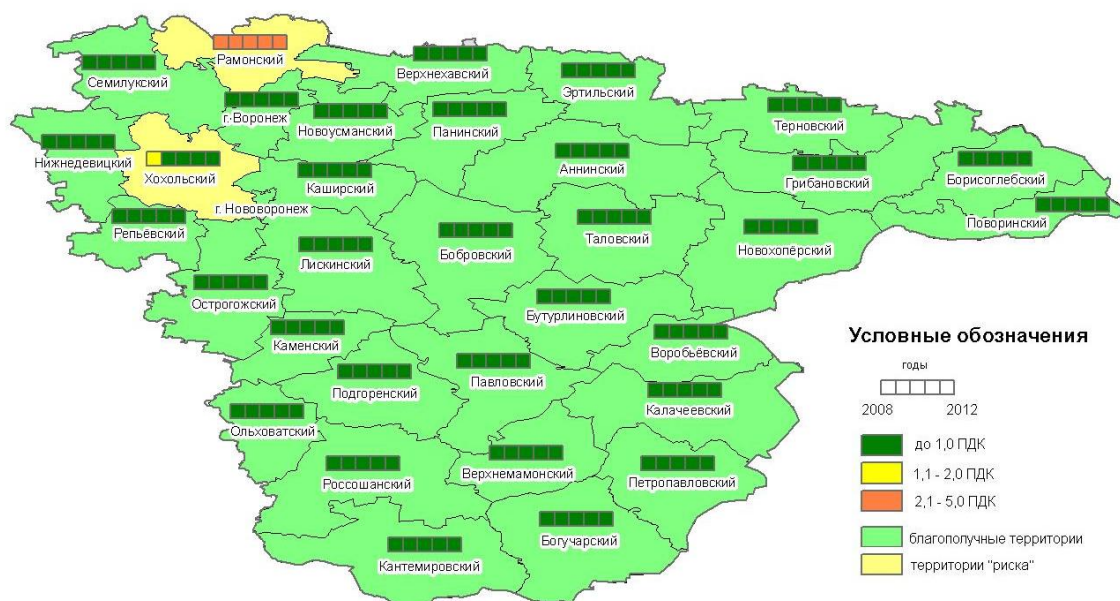 Рамонский
Семилукский
Верхнехавский
Эртильский
г. Воронеж
Новоусманский
Панинский
Терновский
Нижнедевицкий
Хохольский
Каширский
Аннинский
Грибановский
Борисоглебский
г. Нововоронеж
Репьёвский
Поворинский
Лискинский
Бобровский
Таловский
Новохопёрский
Острогожский
Бутурлиновский
Каменский
Воробьёвский
Подгоренский
Павловский
Калачеевский
Ольховатский
Россошанский
Верхнемамонский
Петропавловский
Богучарский
Кантемировский
Условные обозначения
годы
2008 2012
до 1,0 ПДК
1,1 - 2,0 ПДК
2,1 - 5,0 ПДК
благополучные территории
территории "риска"